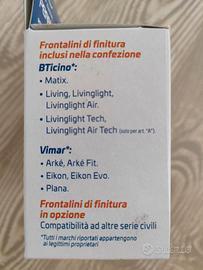 Frontalini di finitura
inclusi nella confezione
BTicino*:
• Matix.
• Living, Livinglight,
Livinglight Air.
• Livinglight Tech,
Livinglight Air Tech (solo per art. "A")
Vimar*:
• Arké, Arké Fit.
• Eikon, Eikon Evo.
• Plana.
Frontalini di finitura
in opzione
Compatibilità ad altre serie civili
*Tutti i marchi riportati appartengono
ai legittimi proprietari
subito